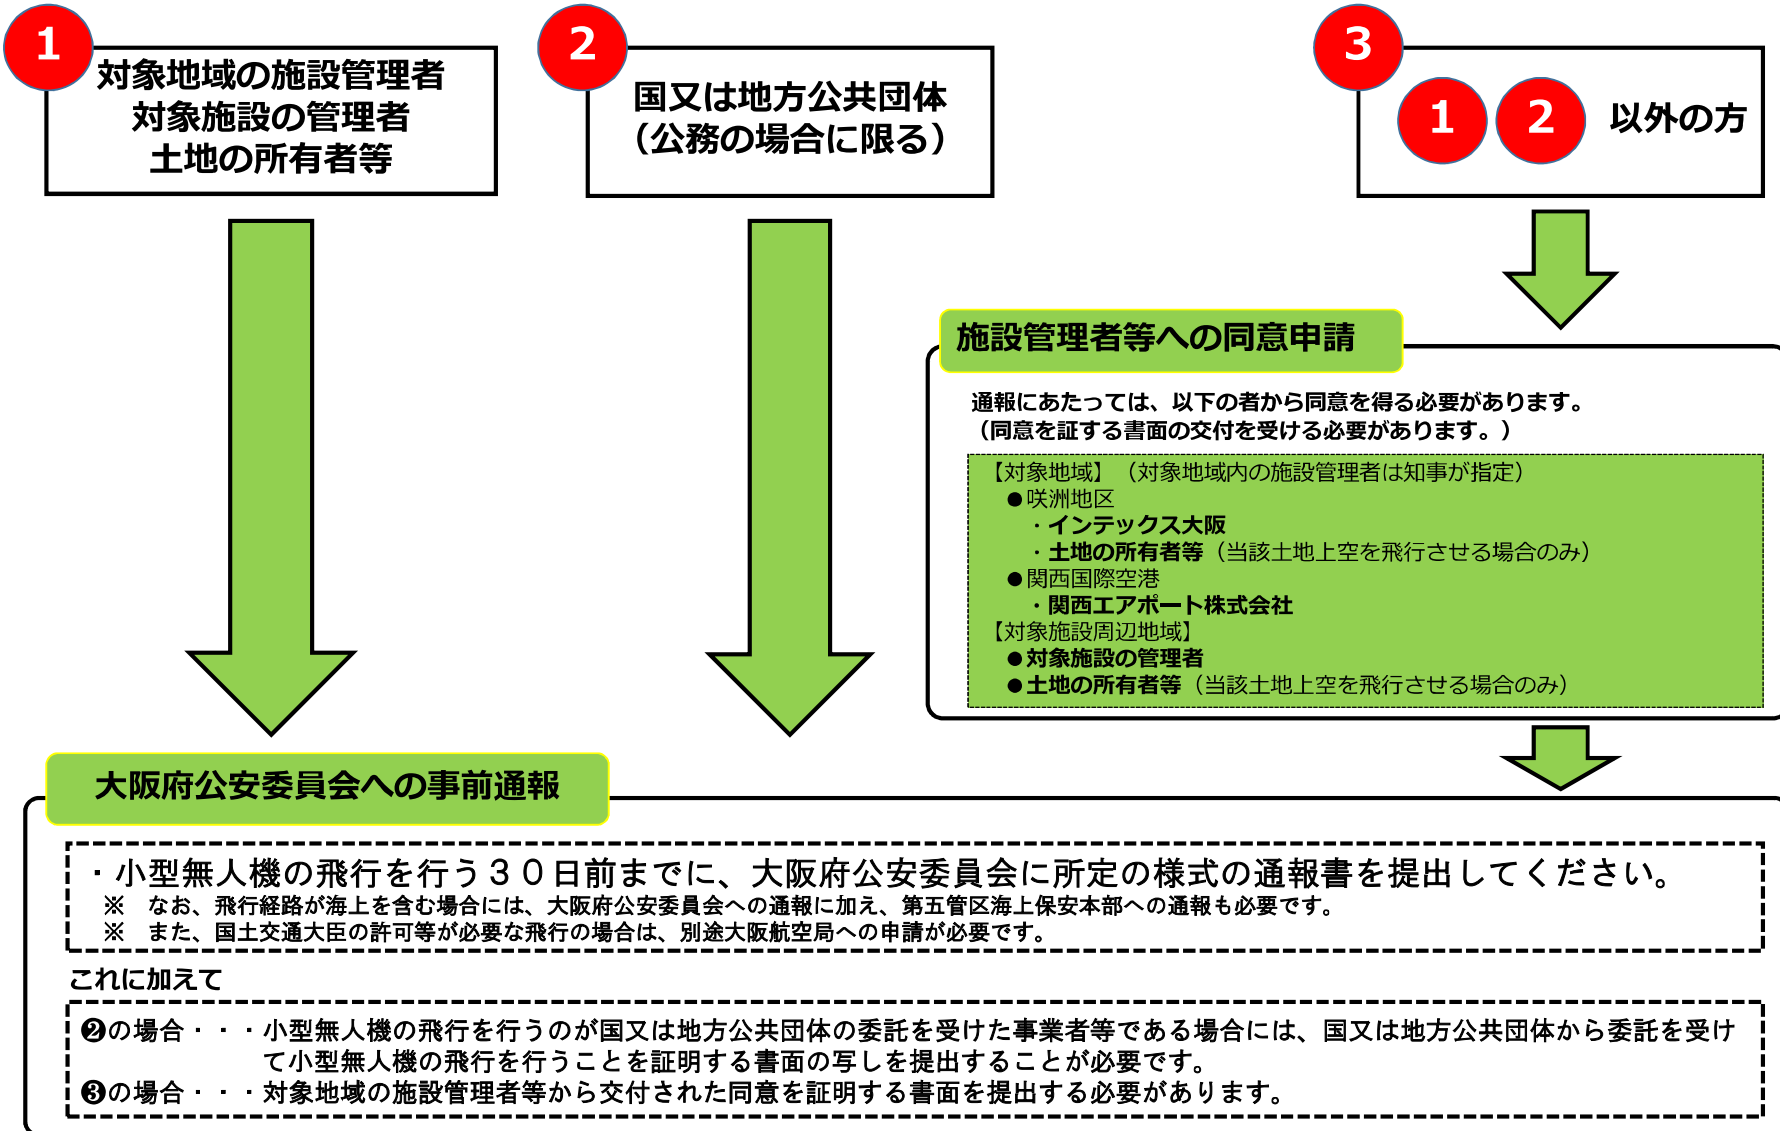 1
対象地域の施設管理者
対象施設の管理者
土地の所有者等
2
国又は地方公共団体
（公務の場合に限る）
3
1 2 以外の方
施設管理者等への同意申請
通報にあたっては、以下の者から同意を得る必要があります。
（同意を証する書面の交付を受ける必要があります。）
【対象地域】（対象地域内の施設管理者は知事が指定）
●咲洲地区
・インテックス大阪
・土地の所有者等（当該土地上空を飛行させる場合のみ）
●関西国際空港
・関西エアポート株式会社
【対象施設周辺地域】
●対象施設の管理者
●土地の所有者等（当該土地上空を飛行させる場合のみ）
大阪府公安委員会への事前通報
・小型無人機の飛行を行う３０日前までに、大阪府公安委員会に所定の様式の通報書を提出してください。
※　なお、飛行経路が海上を含む場合には、大阪府公安委員会への通報に加え、第五管区海上保安本部への通報も必要です。
※　また、国土交通大臣の許可等が必要な飛行の場合は、別途大阪航空局への申請が必要です。
これに加えて
❷の場合・・・小型無人機の飛行を行うのが国又は地方公共団体の委託を受けた事業者等である場合には、国又は地方公共団体から委託を受け
て小型無人機の飛行を行うことを証明する書面の写しを提出することが必要です。
❸の場合・・・対象地域の施設管理者等から交付された同意を証明する書面を提出する必要があります。